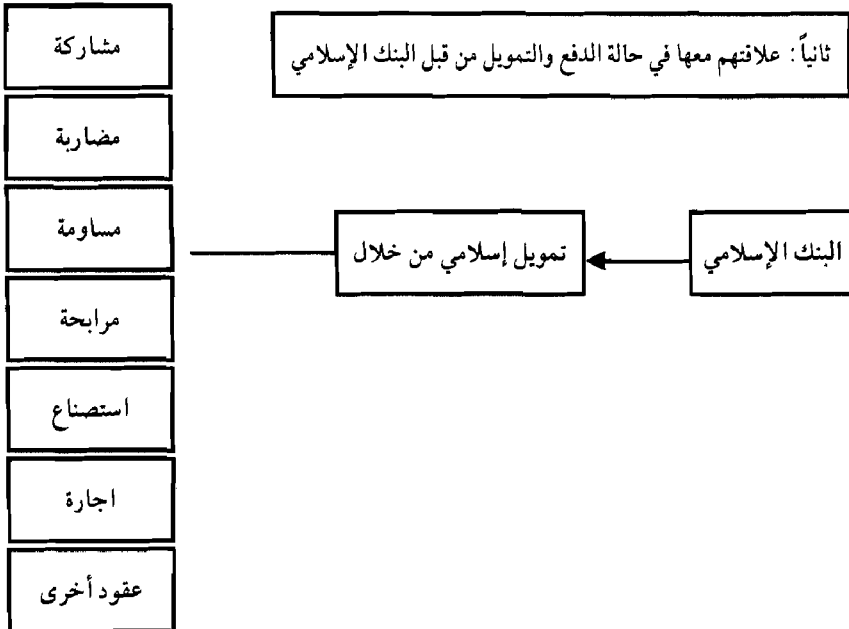 ثانياً : علاقتهم معها في حالة الدفع والتمويل من قبل البنك الإسلامي
البنك الإسلامي
تمويل إسلامي من خلال
مشاركة
مضاربة
مساومة
مرابحة
استصناع
اجارة
عقود أخرى